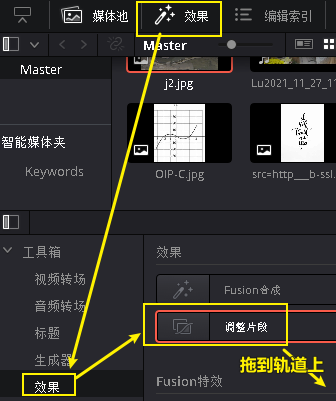 媒体池 效果 编辑索引
Master
Master
j2.jpg
Lu2021_11_27_11
智能媒体夹
Keywords
OIP-C.jpg
src=http___b-ssl.
工具箱
效果
视频转场
Fusion合成
音频转场
标题
调整片段
生成器
拖到轨道上
效果
Fusion特效